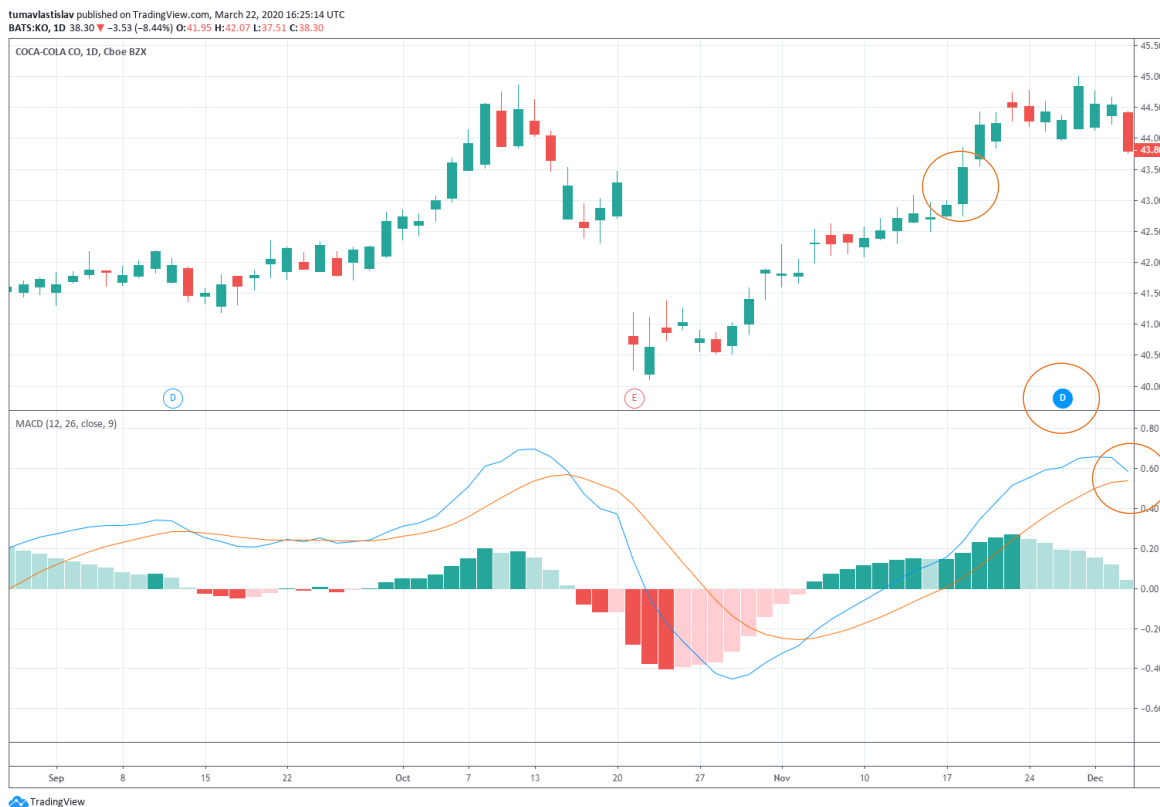 tumavlastislav published on TradingView.com, March 22, 2020 16:25:14 UTC
BATS:KO, 1D 38.30 ▼ −3.53 (−8.44%) O:41.95 H:42.07 L:37.51 C:38.30
COCA-COLA CO, 1D, Cboe BZX
45.50
45.00
44.50
44.00
43.80
43.50
43.00
42.50
42.00
41.50
41.00
40.50
40.00
D
E
D
MACD (12, 26, close, 9)
0.80
0.60
0.40
0.20
0.00
−0.20
−0.40
−0.60
Sep 8 15 22 Oct 7 13 20 27 Nov 10 17 24 Dec
TradingView